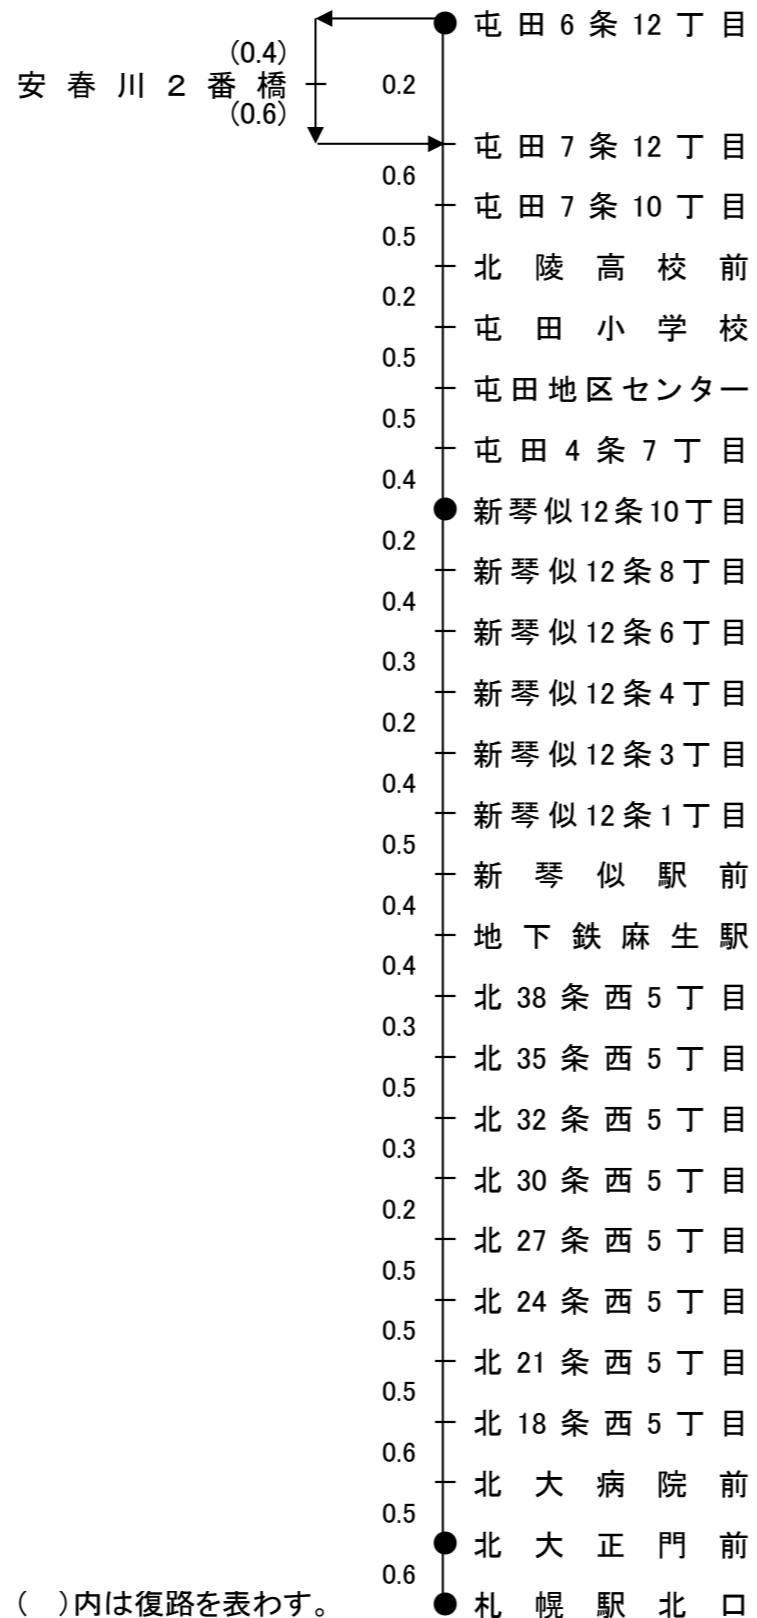 屯田6条12丁目
(0.4)
安春川2番橋 0.2
(0.6)
屯田7条12丁目
0.6
屯田7条10丁目
0.5
北陵高校前
0.2
屯田小学校
0.5
屯田地区センター
0.5
屯田4条7丁目
0.4
新琴似12条10丁目
0.2
新琴似12条8丁目
0.4
新琴似12条6丁目
0.3
新琴似12条4丁目
0.2
新琴似12条3丁目
0.4
新琴似12条1丁目
0.5
新琴似駅前
0.4
地下鉄麻生駅
0.4
北38条西5丁目
0.3
北35条西5丁目
0.5
北32条西5丁目
0.3
北30条西5丁目
0.2
北27条西5丁目
0.5
北24条西5丁目
0.5
北21条西5丁目
0.5
北18条西5丁目
0.6
北大病院前
0.5
北大正門前
0.6
( )内は復路を表わす。 札幌駅北口